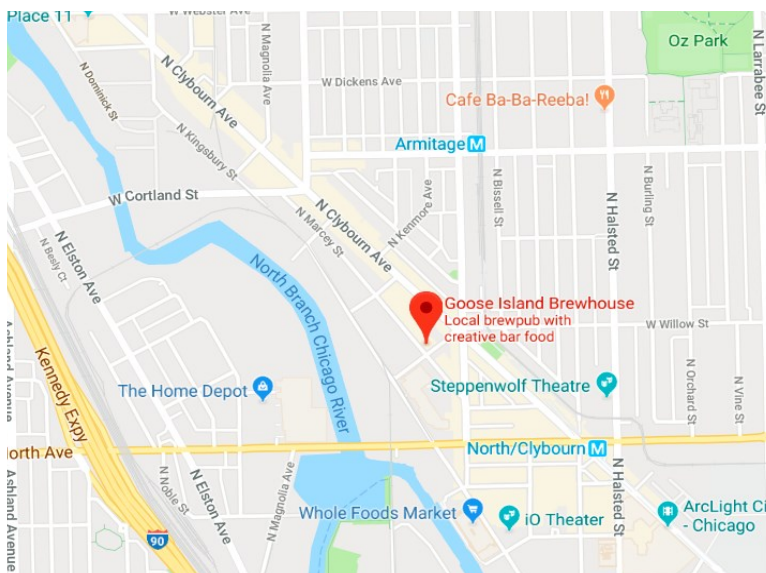 Place 11
W Webster Ave
Oz Park
N Larrabee St
N Magnolia Ave
N Dominick St
N Clybourn Ave
W Dickens Ave
Cafe Ba-Ba-Reeba!
N Kingsbury St
Armitage M
W Cortland St
N Bissell St
N Burling St
N Halsted St
N Kenmore Ave
N Marcey St
N Clybourn Ave
N Elston Ave
N Besly Ct
North Branch Chicago River
Goose Island Brewhouse
Local brewpub with
creative bar food
W Willow St
Ashland Avenue
Kennedy Expy
The Home Depot
Steppenwolf Theatre
N Orchard St
N Vine St
orth Ave
North/Clybourn M
Ashland Avenue
N Noble St
N Elston Ave
N Magnolia Ave
Whole Foods Market
iO Theater
N Halsted St
ArcLight Ci
- Chicago
90